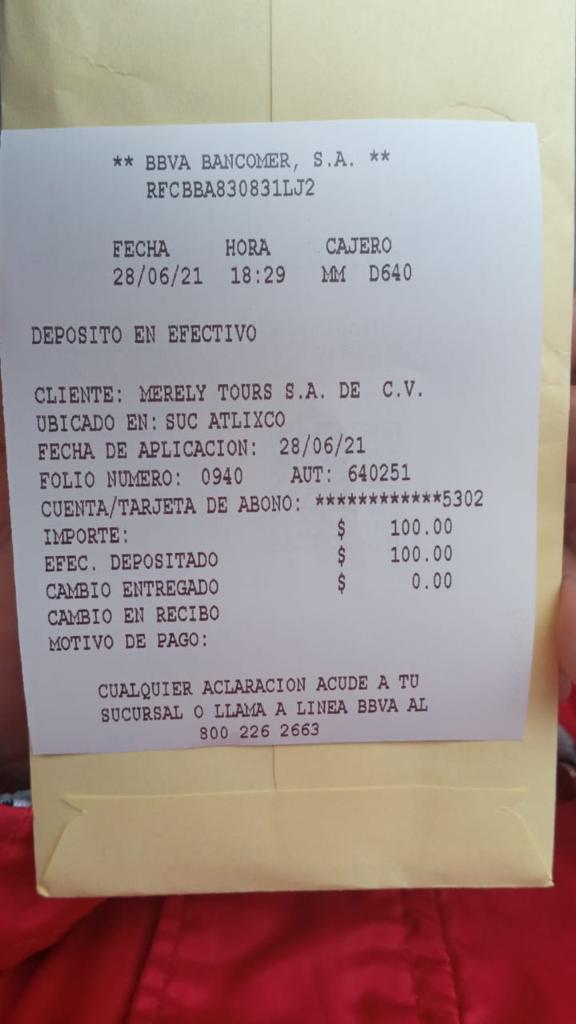 ** BBVA BANCOMER, S.A. **
RFCBBA830831LJ2
FECHA HORA CAJERO
28/06/21 18:29 MM D640
DEPOSITO EN EFECTIVO
CLIENTE: MERELY TOURS S.A. DE C.V.
UBICADO EN: SUC ATLIXCO
FECHA DE APLICACION: 28/06/21
FOLIO NUMERO: 0940 AUT: 640251
CUENTA/TARJETA DE ABONO: ************5302
IMPORTE: $ 100.00
EFEC. DEPOSITADO $ 100.00
CAMBIO ENTREGADO $ 0.00
CAMBIO EN RECIBO
MOTIVO DE PAGO:
CUALQUIER ACLARACION ACUDE A TU
SUCURSAL O LLAMA A LINEA BBVA AL
800 226 2663